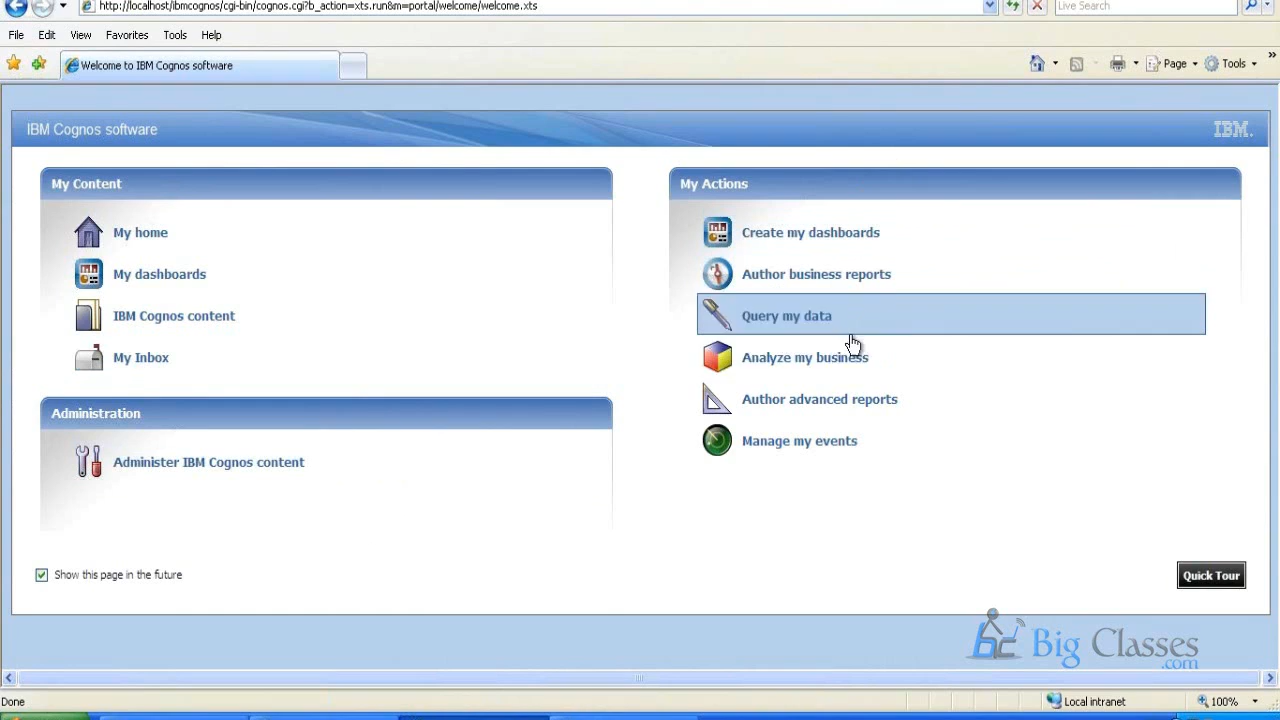 http://localhost/ibmcognos/cgi-bin/cognos.cgi?b_action=xts.run&m=portal/welcome/welcome.xts
Live Search
File Edit View Favorites Tools Help
Welcome to IBM Cognos software
Page Tools
IBM Cognos software
IBM.
My Content
My home
My dashboards
IBM Cognos content
My Inbox
Administration
Administer IBM Cognos content
My Actions
Create my dashboards
Author business reports
Query my data
Analyze my business
Author advanced reports
Manage my events
Show this page in the future
Quick Tour
bc Big Classes
.com
Done
Local intranet
100%